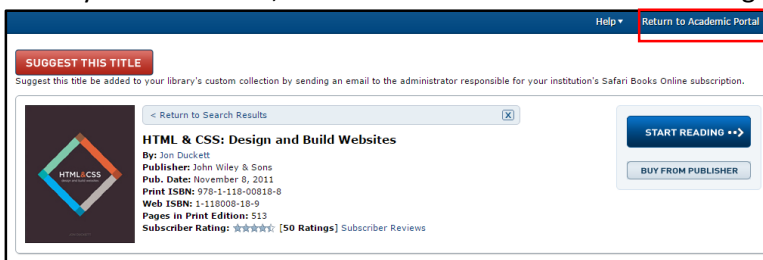 Help▾ Return to Academic Portal
SUGGEST THIS TITLE
Suggest this title be added to your library's custom collection by sending an email to the administrator responsible for your institution's Safari Books Online subscription.
< Return to Search Results X
HTML & CSS: Design and Build Websites
By: Jon Duckett
Publisher: John Wiley & Sons
Pub. Date: November 8, 2011
Print ISBN: 978-1-118-00818-8
Web ISBN: 1-118008-18-9
Pages in Print Edition: 513
Subscriber Rating: [50 Ratings] Subscriber Reviews
START READING ••>
BUY FROM PUBLISHER
HTML&CSS